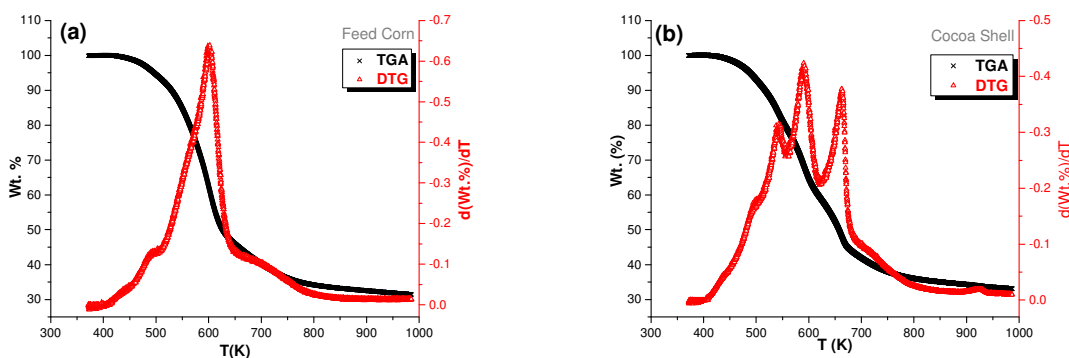 (a)
Feed Corn
TGA
DTG
110
100
90
80
70
60
50
40
30
Wt. %
-0.7
-0.6
-0.5
-0.4
-0.3
-0.2
-0.1
0.0
d(Wt.%)/dT
300 400 500 600 700 800 900 1000
T(K)
(b)
Cocoa Shell
TGA
DTG
110
100
90
80
70
60
50
40
30
Wt. (%)
-0.5
-0.4
-0.3
-0.2
-0.1
0.0
d(Wt.%)/dT
300 400 500 600 700 800 900 1000
T (K)